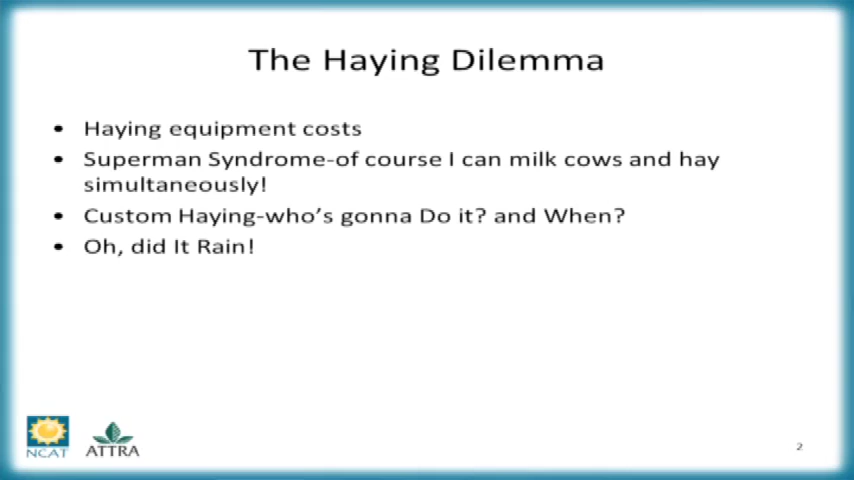 The Haying Dilemma
• Haying equipment costs
• Superman Syndrome-of course I can milk cows and hay
simultaneously!
• Custom Haying-who's gonna Do it? and When?
• Oh, did It Rain!
NCAT
ATTRA
2